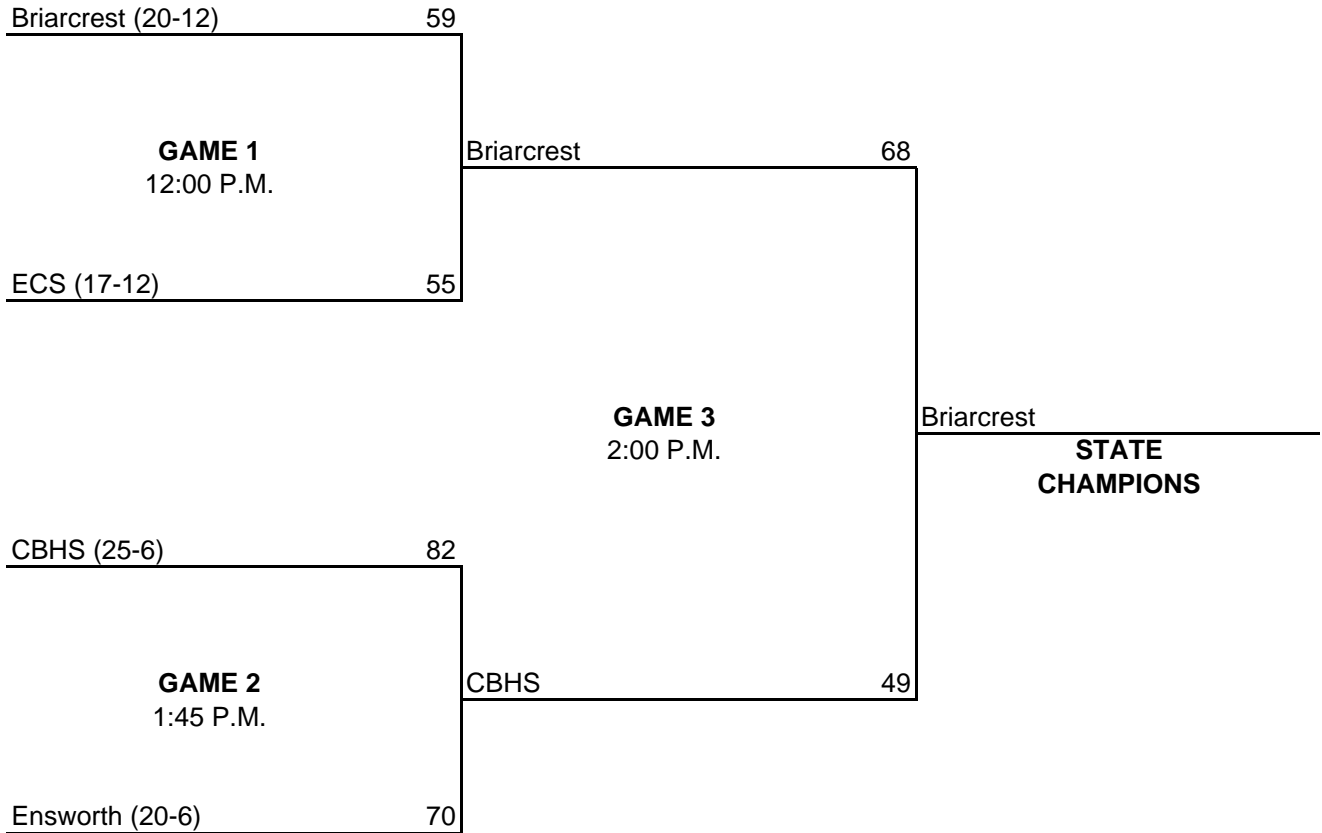 Briarcrest (20-12) 59
GAME 1
12:00 P.M.
Briarcrest 68
ECS (17-12) 55
GAME 3
2:00 P.M.
Briarcrest
STATE
CHAMPIONS
CBHS (25-6) 82
GAME 2
1:45 P.M.
CBHS 49
Ensworth (20-6) 70